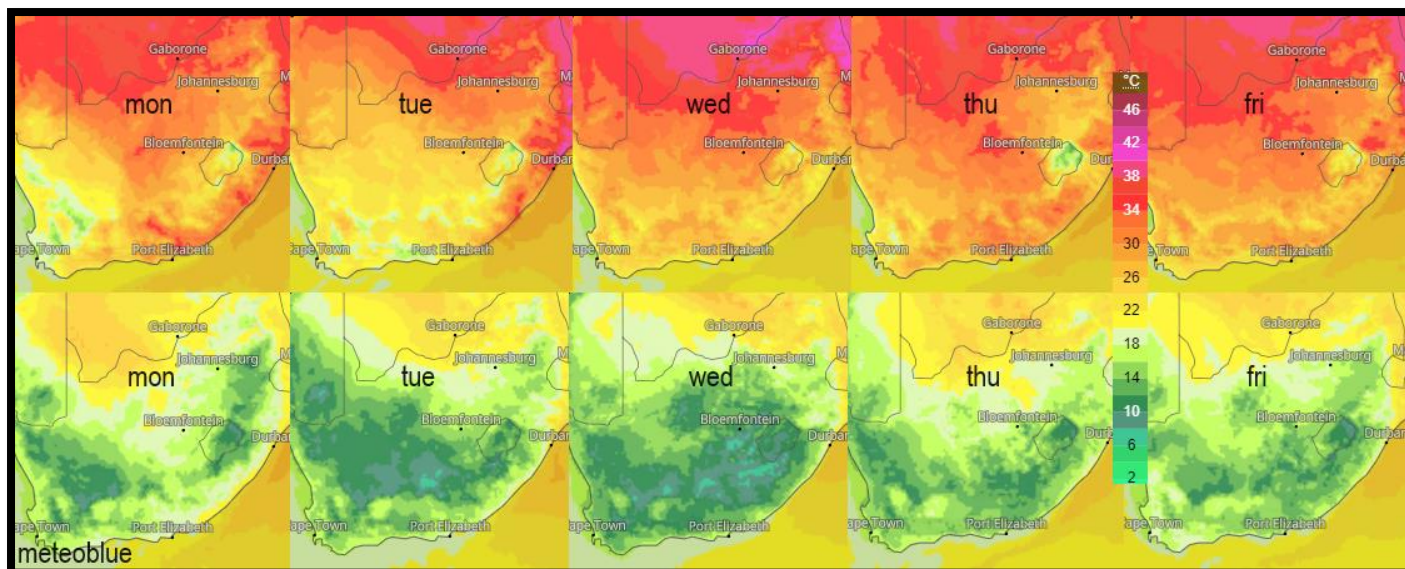 Gaborone Gaborone Gaborone Gaborone Gaborone
Johannesburg Johannesburg Johannesburg Johannesburg Johannesburg
mon tue wed thu fri
Bloemfontein Bloemfontein Bloemfontein Bloemfontein Bloemfontein
Durban Durban Durban Durban Durban
ape Town Port Elizabeth ape Town Port Elizabeth ape Town Port Elizabeth ape Town Port Elizabeth ape Town Port Elizabeth
°C
46
42
38
34
30
26
22
18
14
10
6
2
Gaborone Gaborone Gaborone Gaborone Gaborone
Johannesburg Johannesburg Johannesburg Johannesburg Johannesburg
mon tue wed thu fri
Bloemfontein Bloemfontein Bloemfontein Bloemfontein Bloemfontein
Durban Durban Durban Durban Durban
ape Town Port Elizabeth Cape Town Port Elizabeth Cape Town Port Elizabeth Cape Town Port Elizabeth Cape Town Port Elizabeth
meteoblue